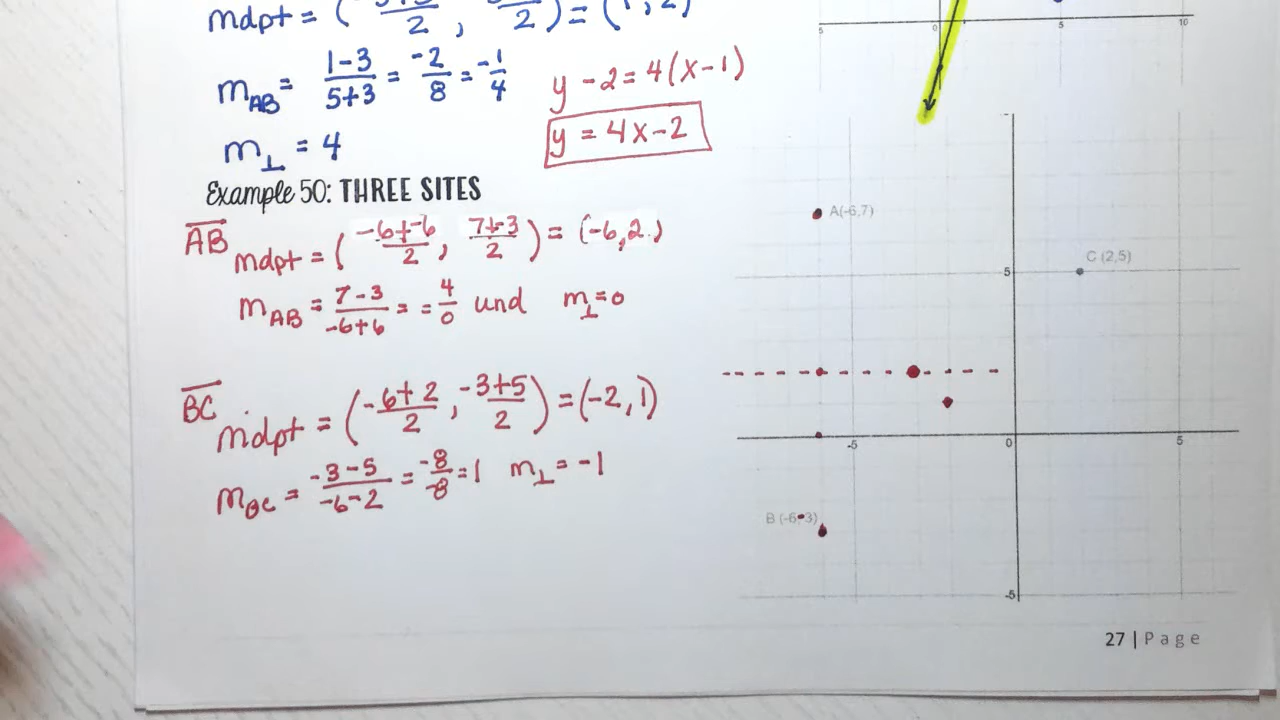 mdpt = ( /2 , /2 ) = (1, 2)
m_AB = (1-3)/(5+3) = -2/8 = -1/4
y - 2 = 4(x-1)
m⊥ = 4
y = 4x-2
Example 50: THREE SITES
AB mdpt = ( (-6+-6)/2 , (7+-3)/2 ) = (-6, 2)
m_AB = (7-3)/(-6+6) = = 4/0 und m⊥=0
BC mdpt = ( (-6+2)/2 , (-3+5)/2 ) = (-2, 1)
m_BC = (-3-5)/(-6-2) = -8/-8 = 1 m⊥ = -1
5 0 5 10
A(-6,7)
C (2,5)
5
-5 0 5
B (-6,-3)
-5
27 | Page